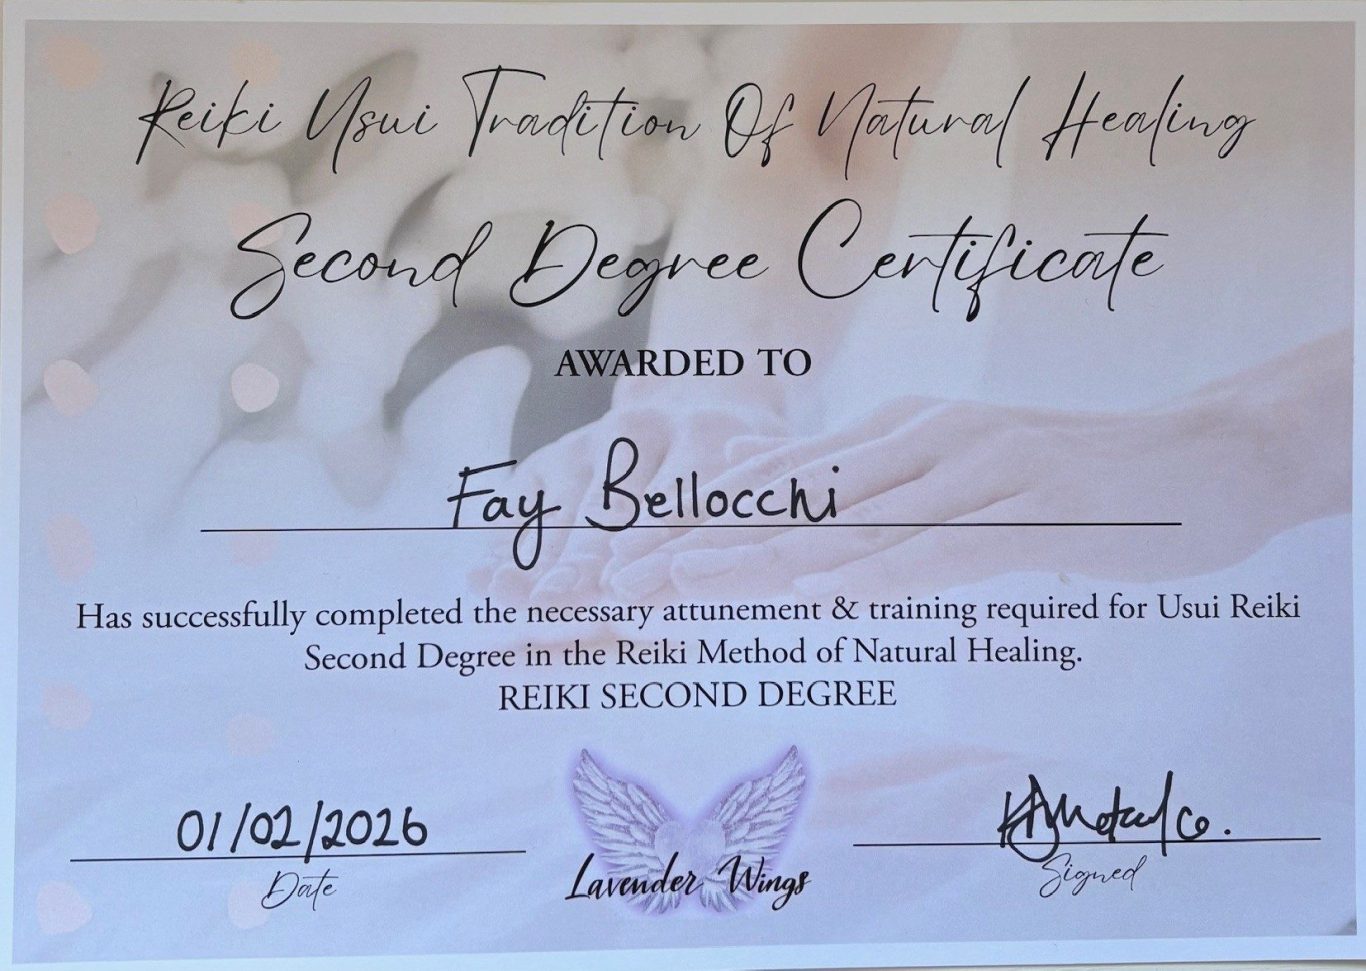 Reiki Usui Tradition Of Natural Healing
Second Degree Certificate
AWARDED TO
Fay Bellocchi
Has successfully completed the necessary attunement & training required for Usui Reiki
Second Degree in the Reiki Method of Natural Healing.
REIKI SECOND DEGREE
01/02/2026
Date
Lavender Wings
Signed